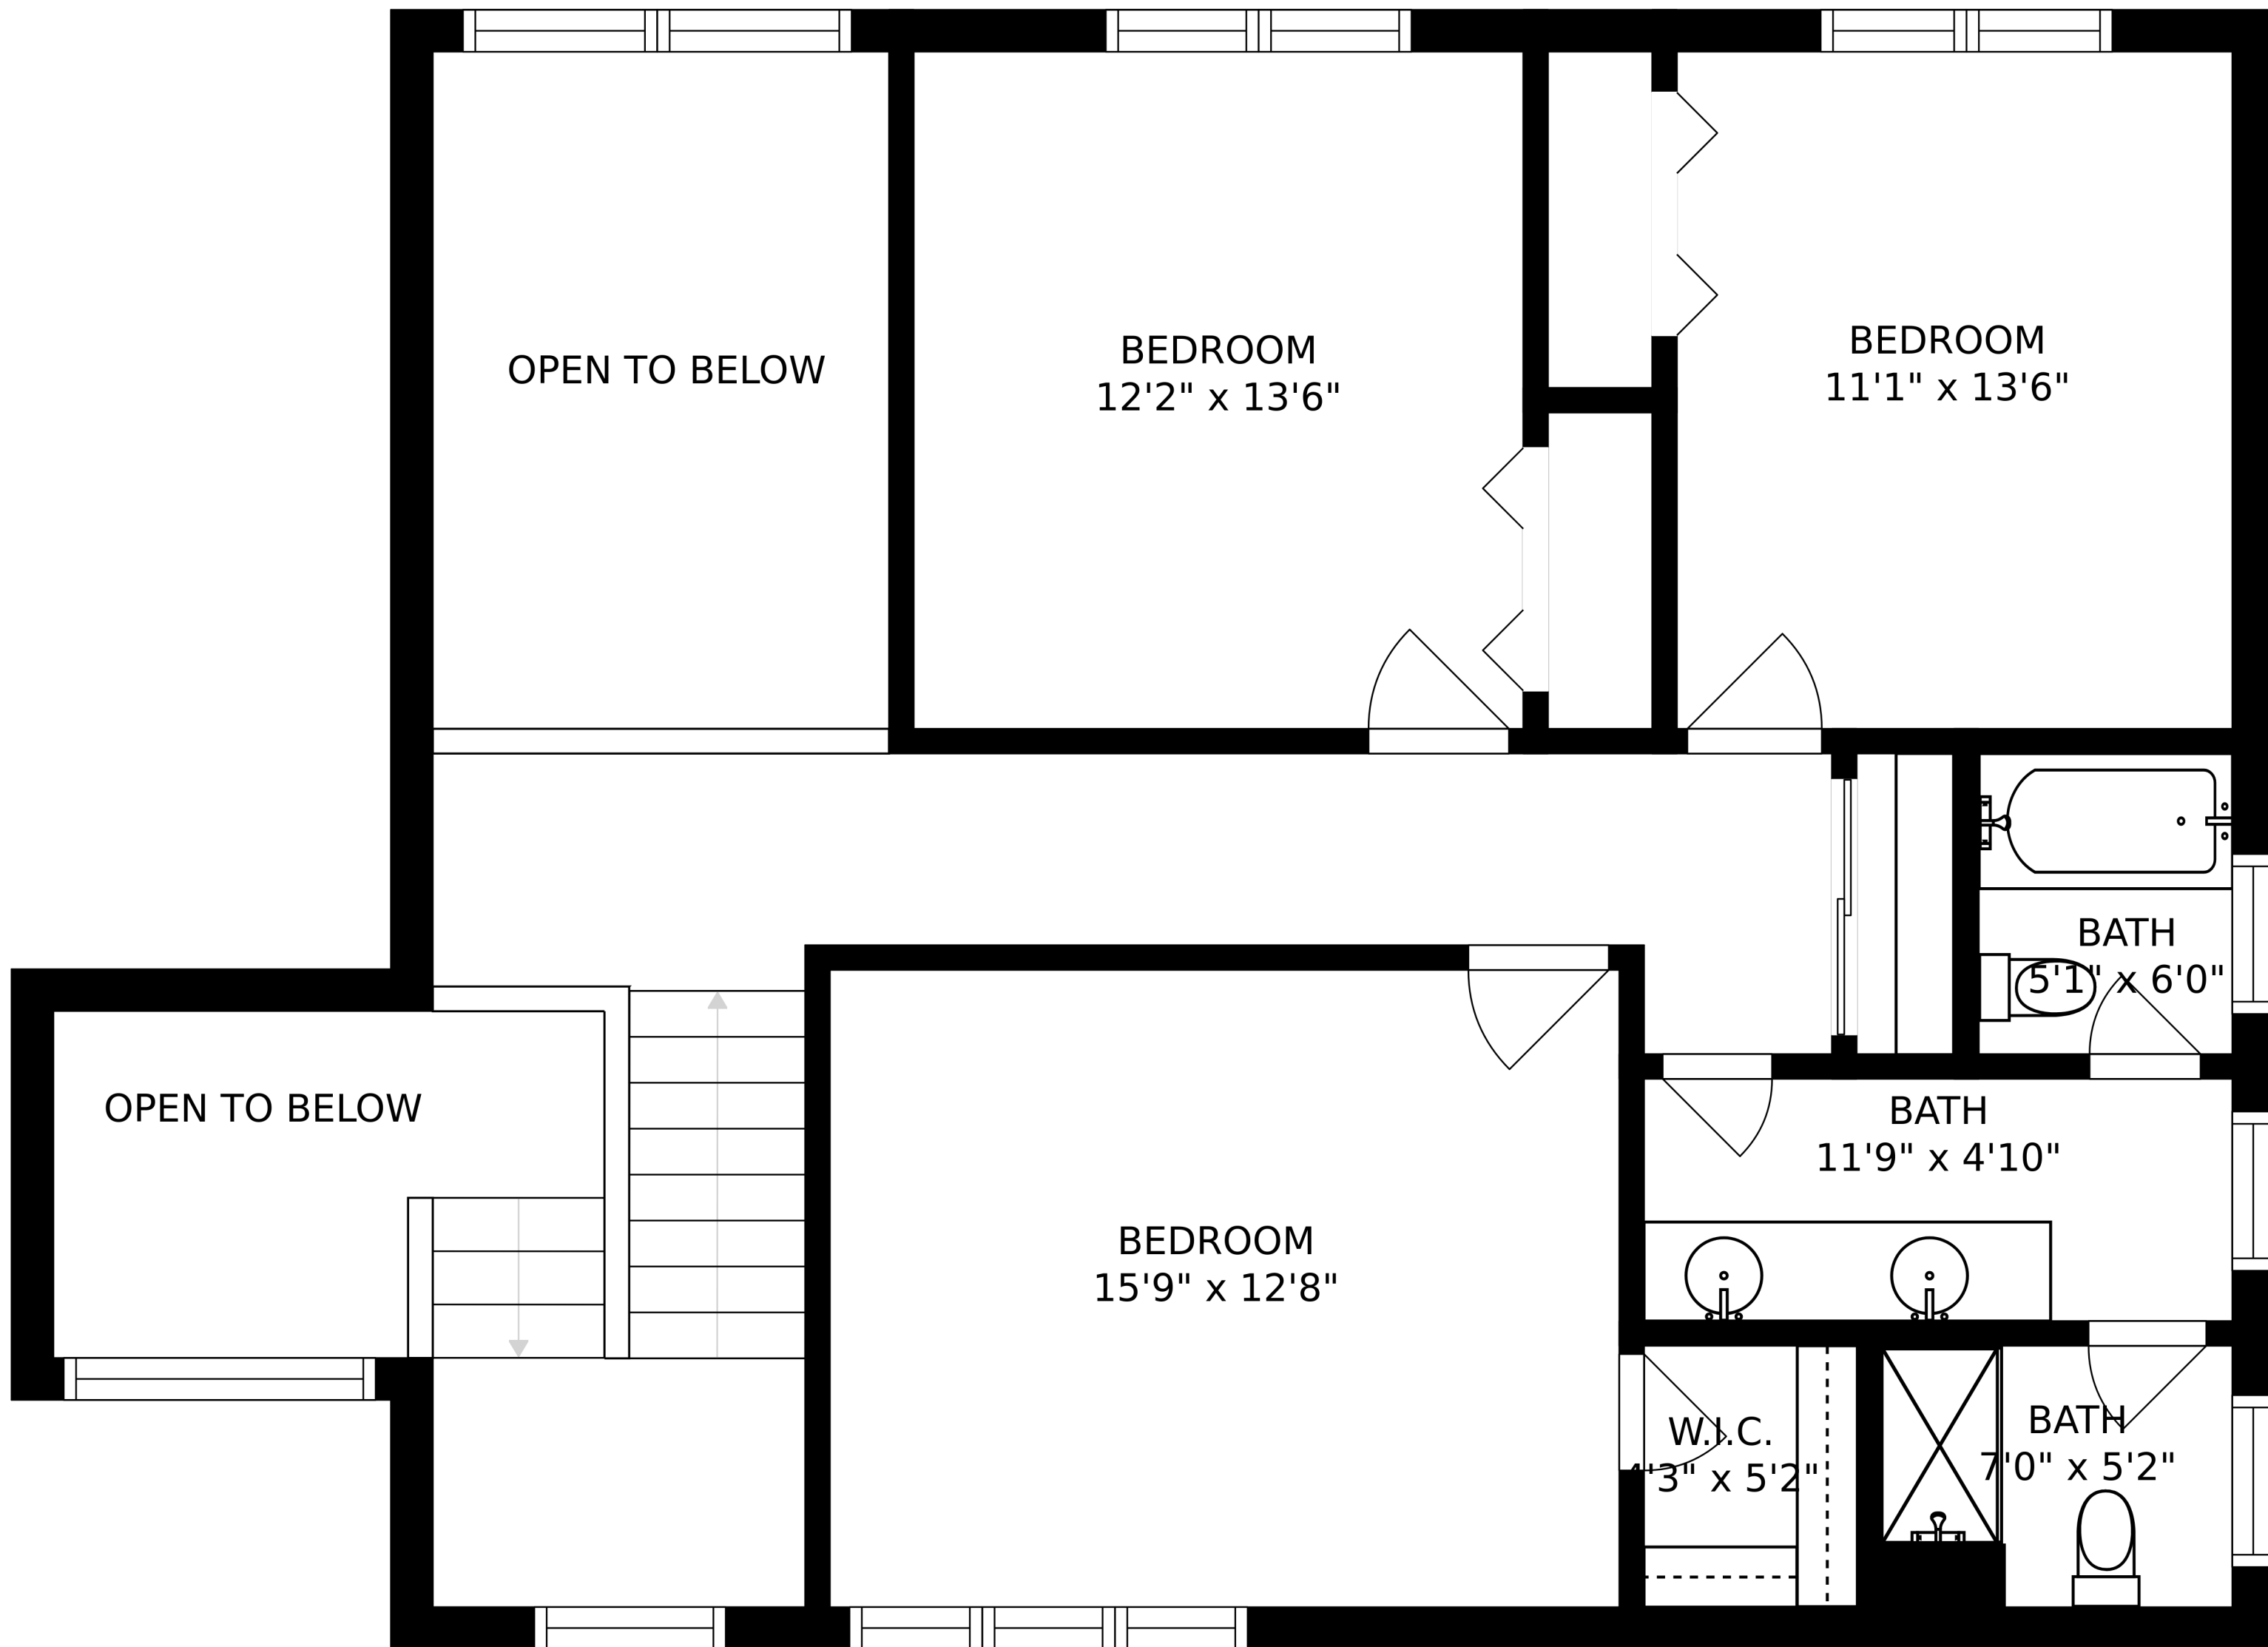 OPEN TO BELOW
BEDROOM
12'2" x 13'6"
BEDROOM
11'1" x 13'6"
BATH
5'1" x 6'0"
OPEN TO BELOW
BATH
11'9" x 4'10"
BEDROOM
15'9" x 12'8"
W.I.C.
4'3" x 5'2"
BATH
7'0" x 5'2"